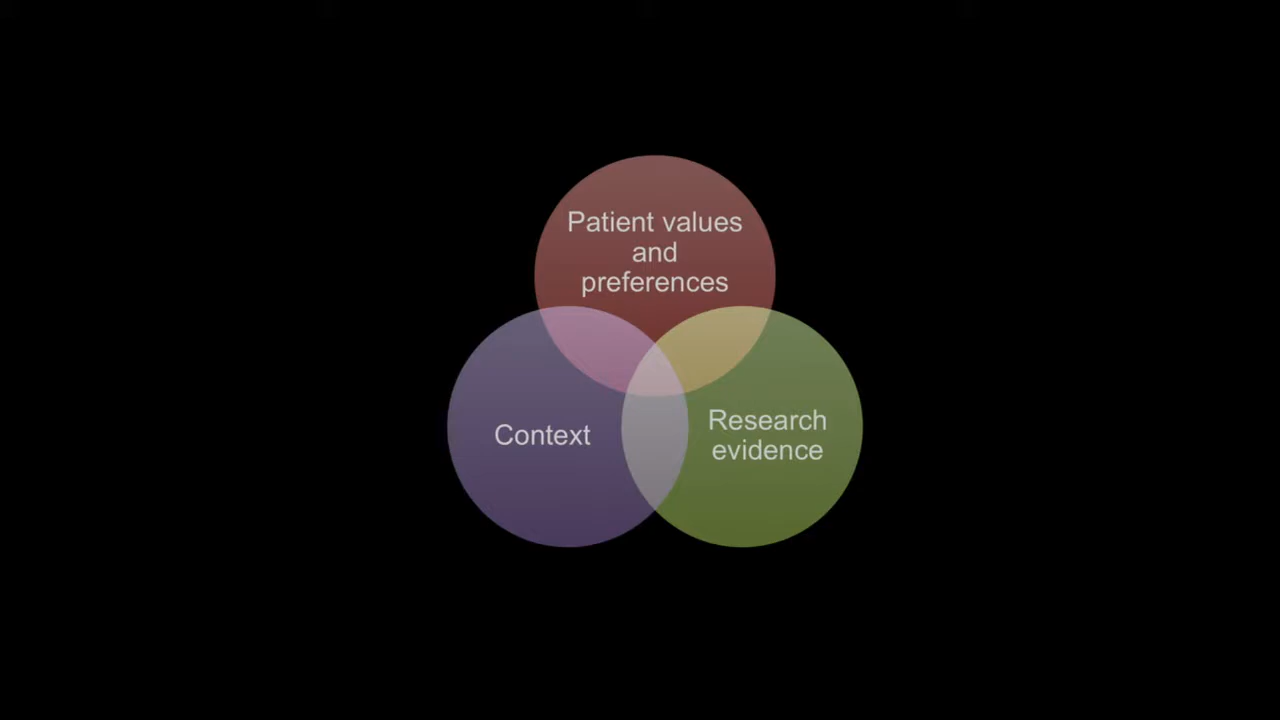 Patient values
and
preferences
Context
Research
evidence